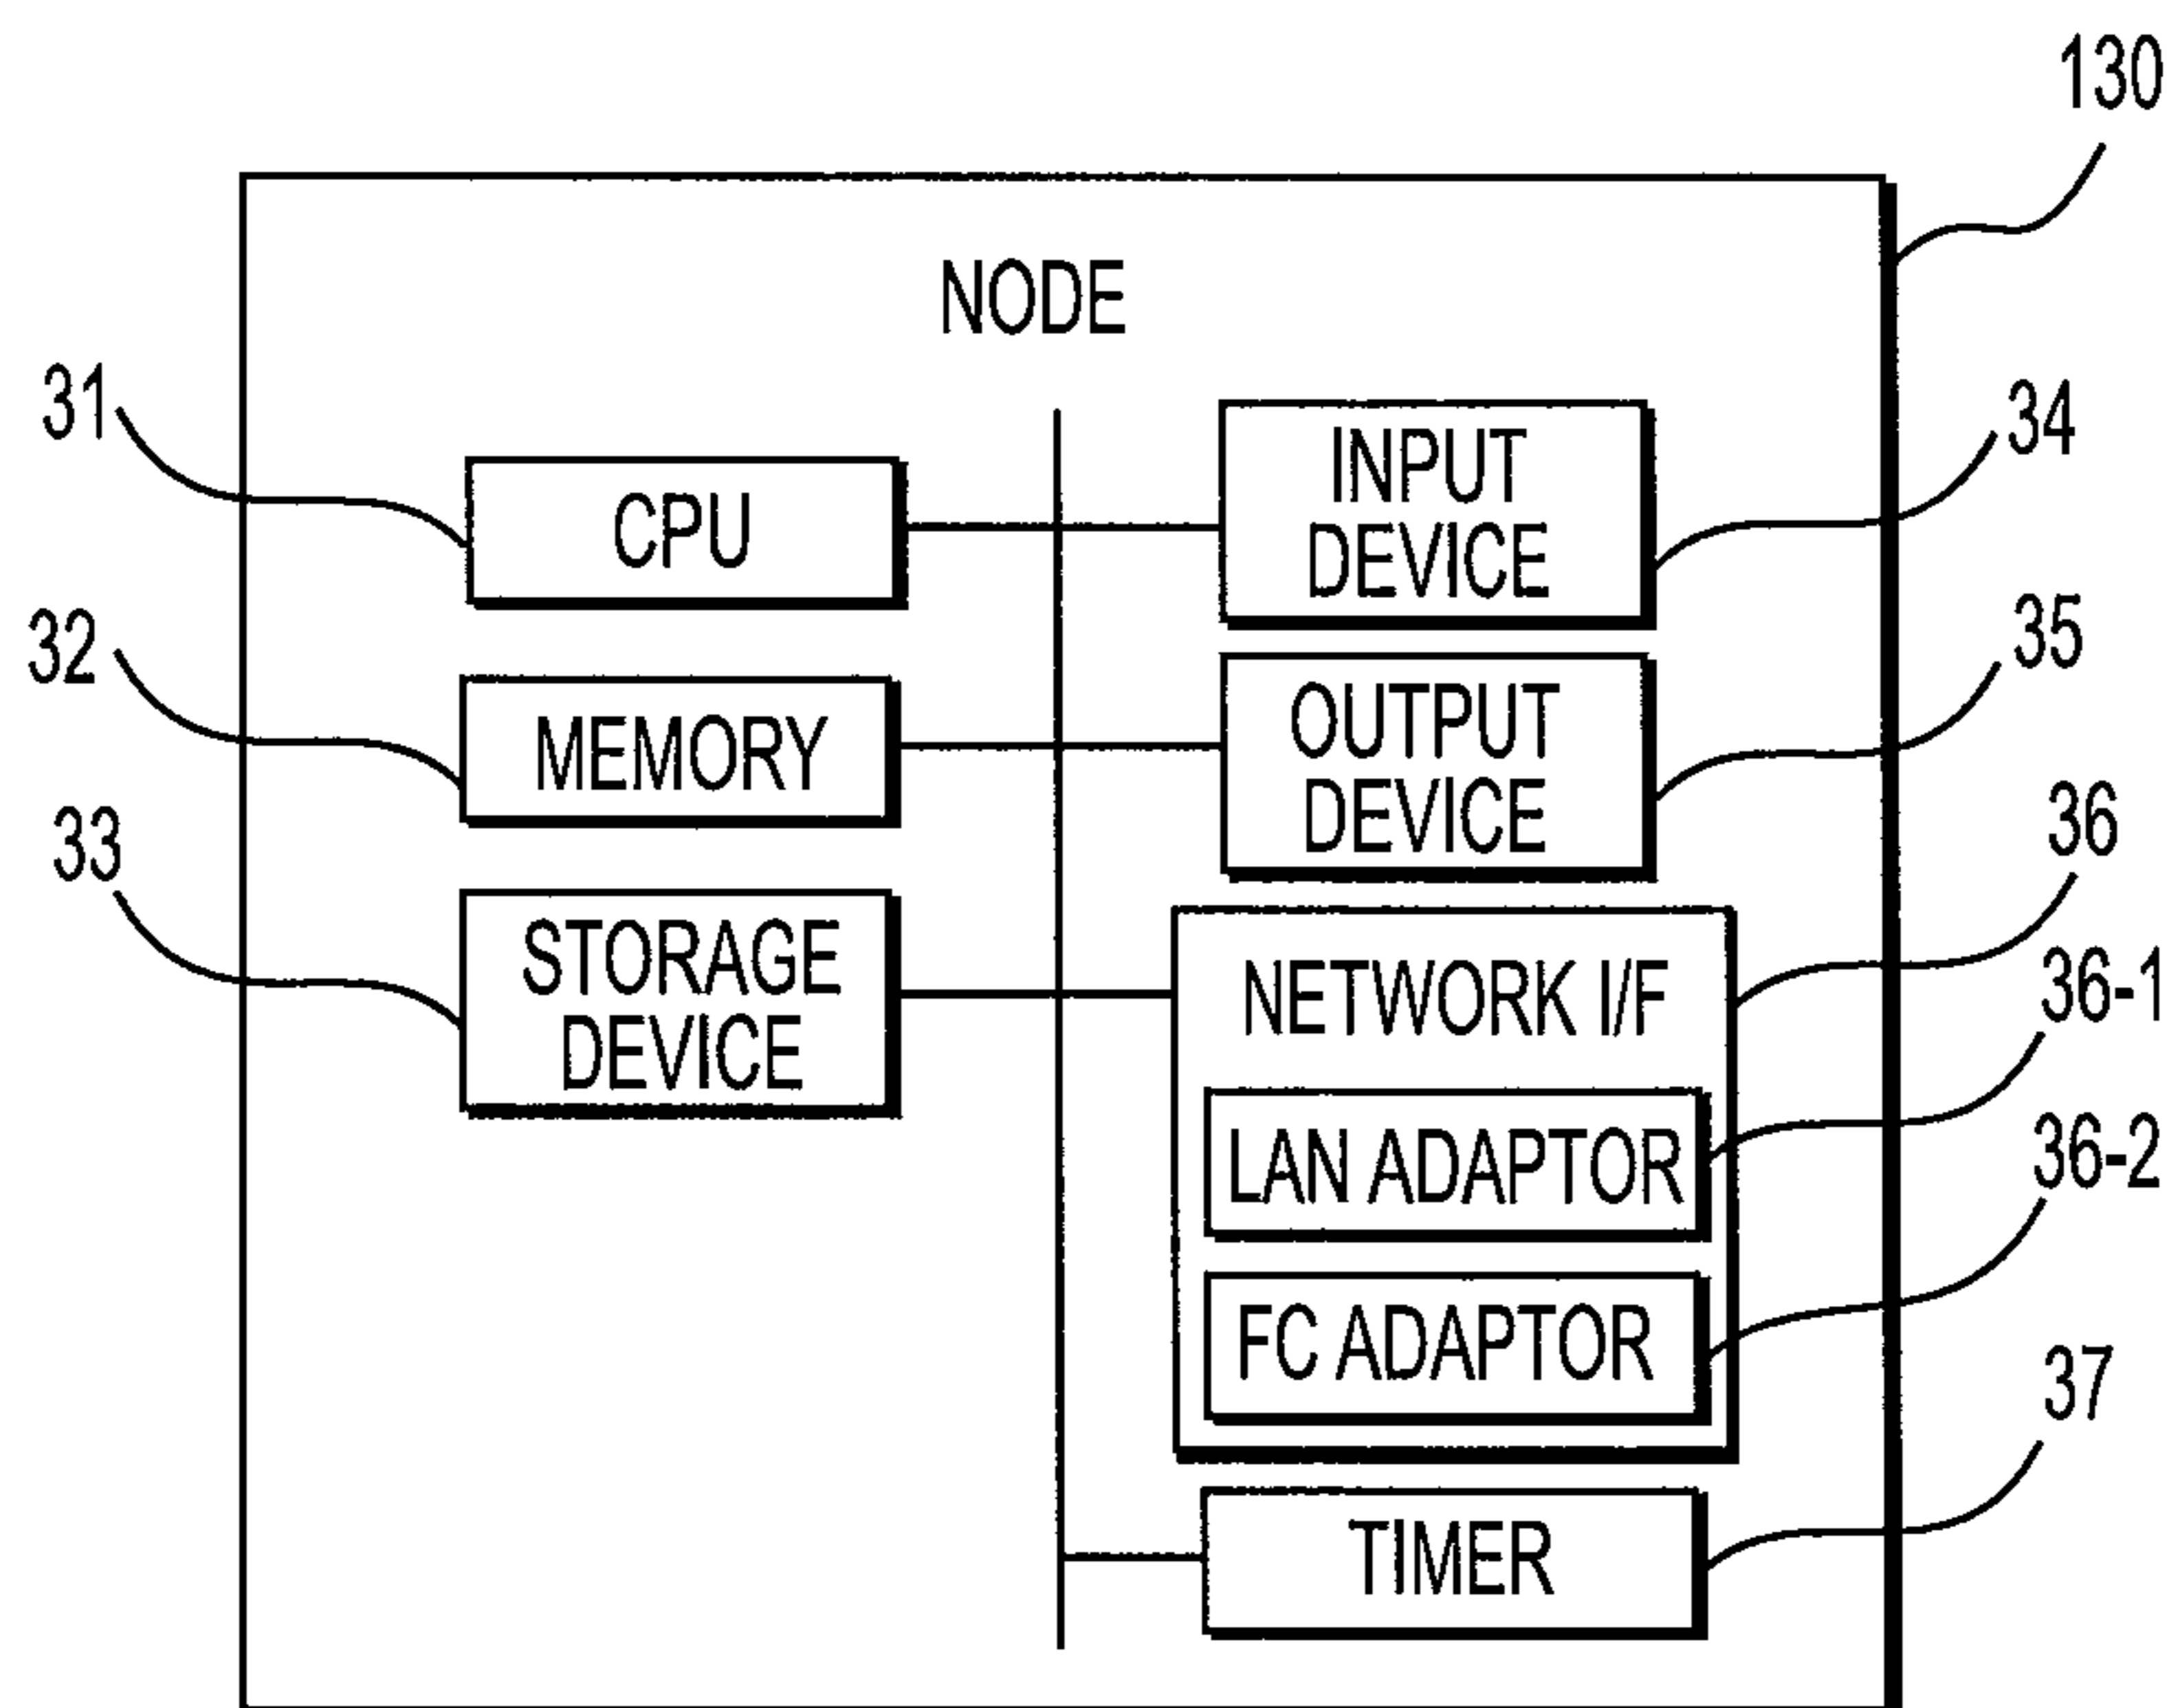 130
NODE
31
CPU
INPUT
DEVICE
34
32
MEMORY
OUTPUT
DEVICE
35
33
STORAGE
DEVICE
36
NETWORK I/F
36-1
LAN ADAPTOR
36-2
FC ADAPTOR
37
TIMER